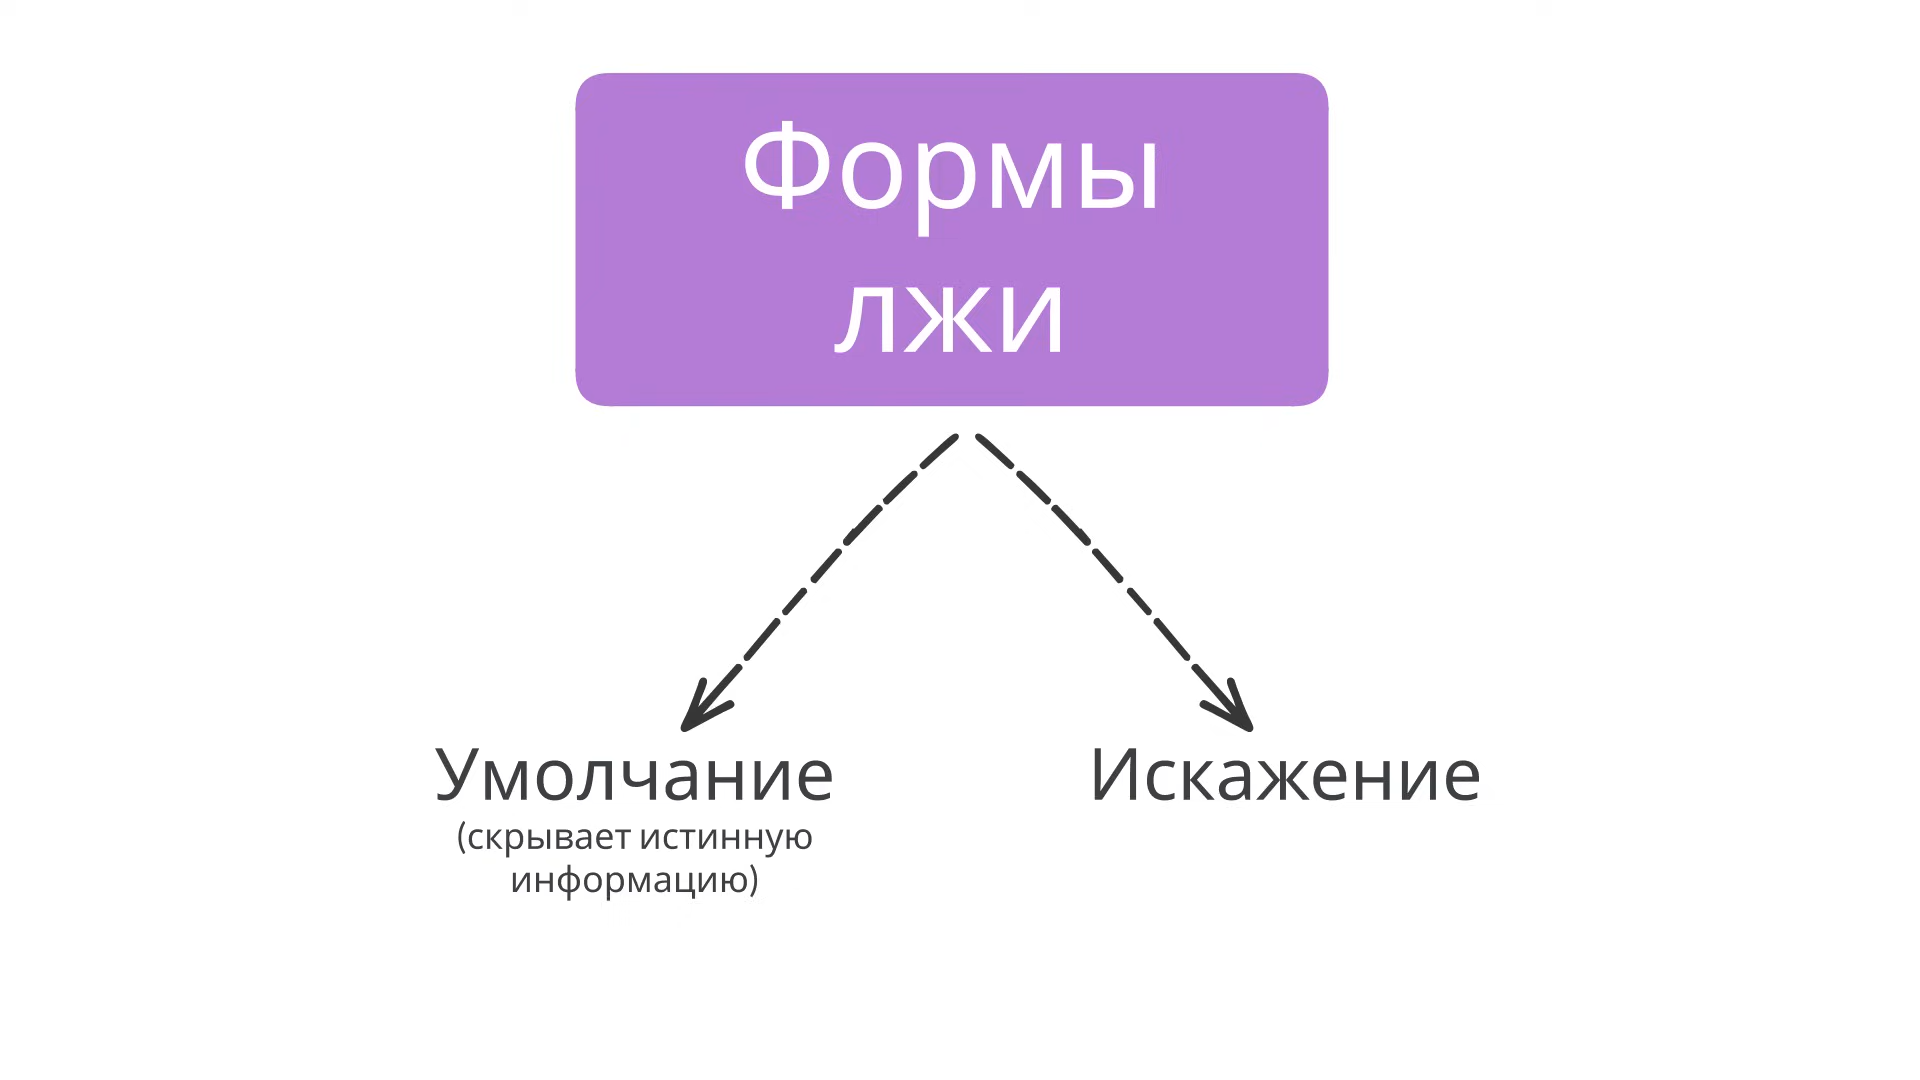 Формы
лжи
Умолчание
(скрывает истинную
информацию)
Искажение